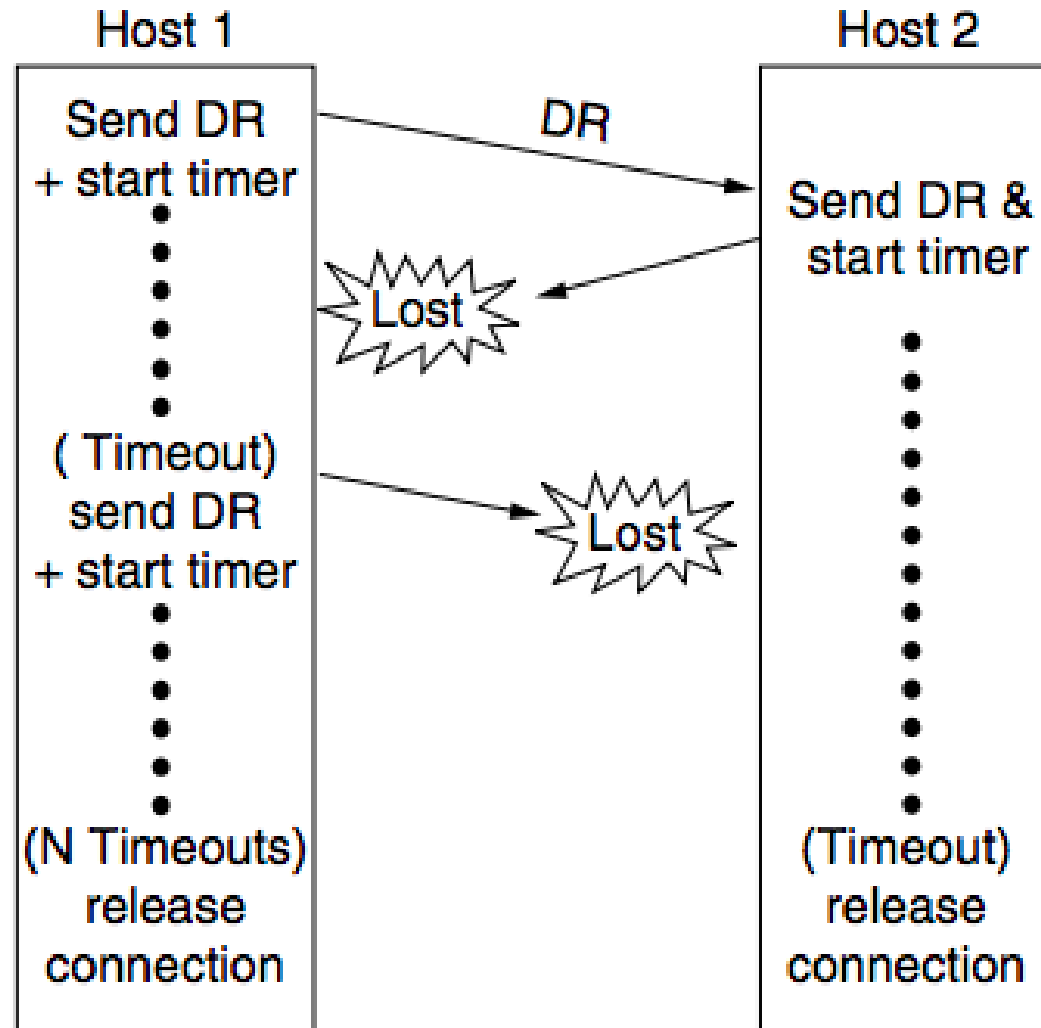 Host 1
Host 2
Send DR
+ start timer
DR
Send DR &
start timer
Lost
( Timeout)
send DR
+ start timer
Lost
(N Timeouts)
release
connection
(Timeout)
release
connection